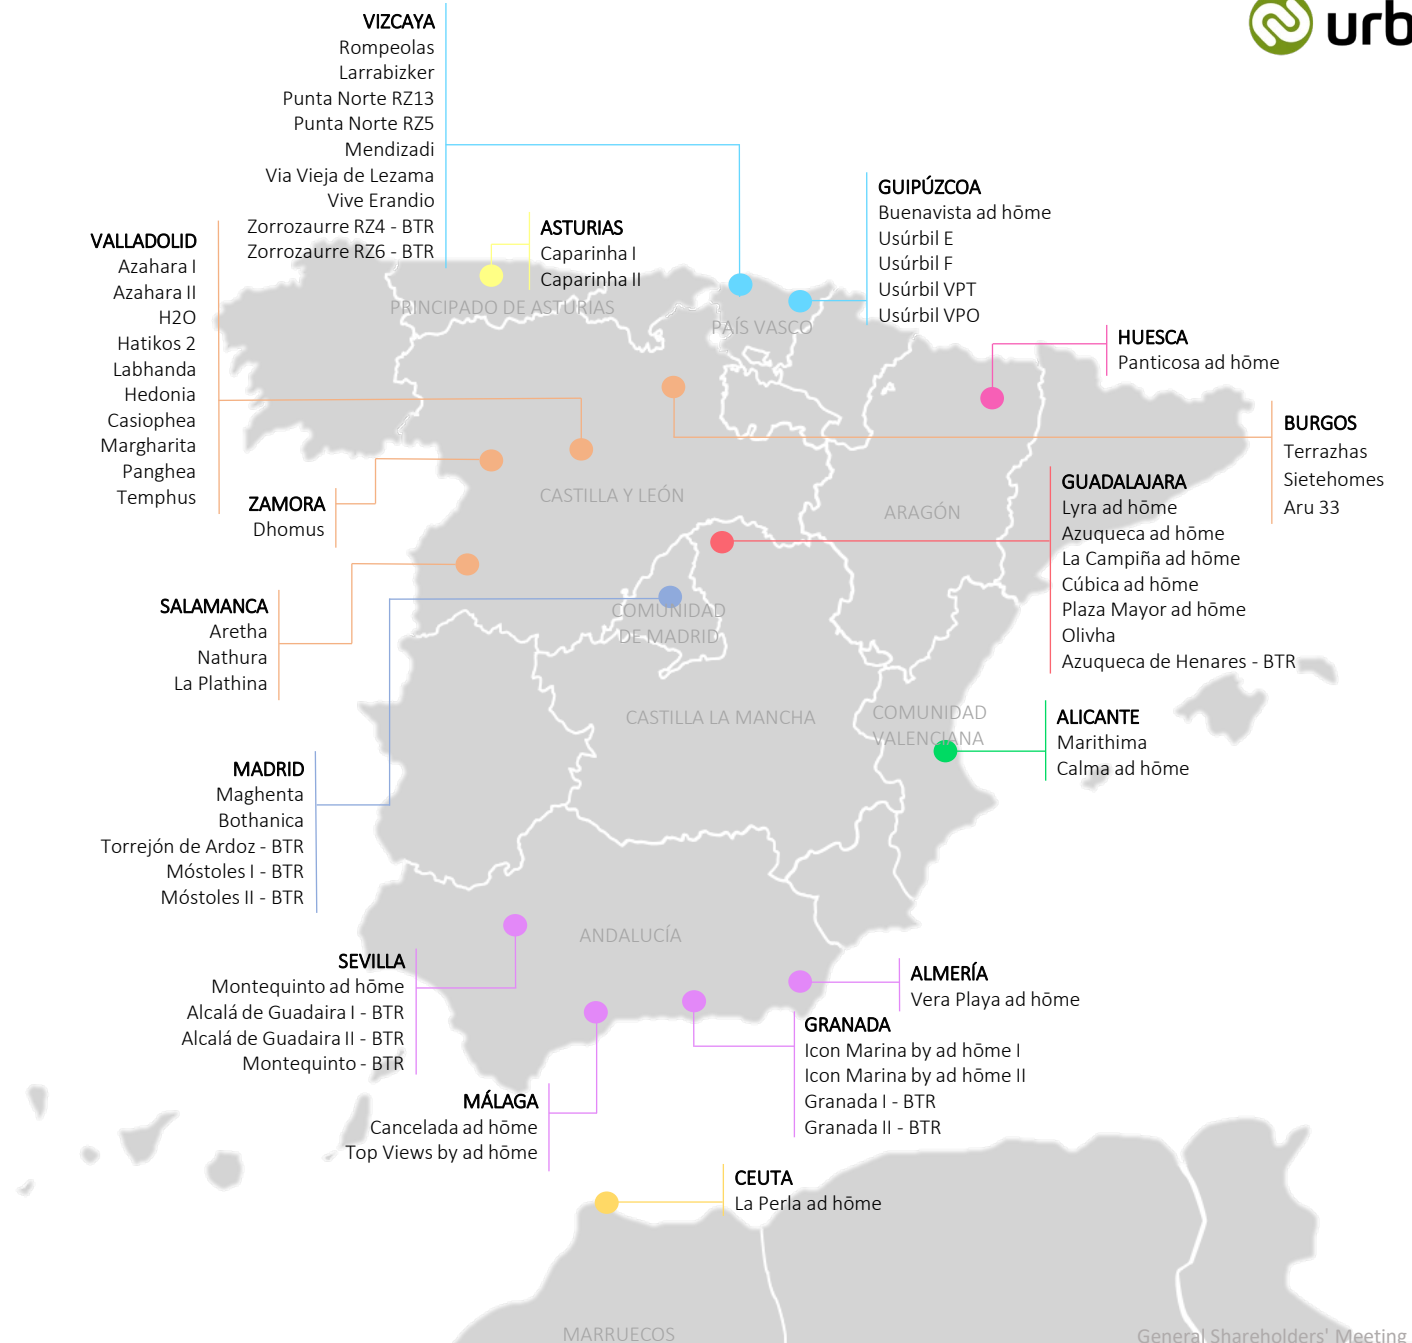 urb
VIZCAYA
Rompeolas
Larrabizker
Punta Norte RZ13
Punta Norte RZ5
Mendizadi
Via Vieja de Lezama
Vive Erandio
Zorrozaurre RZ4 - BTR
Zorrozaurre RZ6 - BTR
GUIPÚZCOA
Buenavista ad hōme
Usúrbil E
Usúrbil F
Usúrbil VPT
Usúrbil VPO
ASTURIAS
Caparinha I
Caparinha II
VALLADOLID
Azahara I
Azahara II
H2O
Hatikos 2
Labhanda
Hedonia
Casiophea
Margharita
Panghea
Temphus
PRINCIPADO DE ASTURIAS
PAÍS VASCO
HUESCA
Panticosa ad hōme
BURGOS
Terrazhas
Sietehomes
Aru 33
ZAMORA
Dhomus
CASTILLA Y LEÓN
ARAGÓN
GUADALAJARA
Lyra ad hōme
Azuqueca ad hōme
La Campiña ad hōme
Cúbica ad hōme
Plaza Mayor ad hōme
Olivha
Azuqueca de Henares - BTR
SALAMANCA
Aretha
Nathura
La Plathina
COMUNIDAD
DE MADRID
CASTILLA LA MANCHA
COMUNIDAD
VALENCIANA
ALICANTE
Marithima
Calma ad hōme
MADRID
Maghenta
Bothanica
Torrejón de Ardoz - BTR
Móstoles I - BTR
Móstoles II - BTR
ANDALUCÍA
SEVILLA
Montequinto ad hōme
Alcalá de Guadaira I - BTR
Alcalá de Guadaira II - BTR
Montequinto - BTR
ALMERÍA
Vera Playa ad hōme
GRANADA
Icon Marina by ad hōme I
Icon Marina by ad hōme II
Granada I - BTR
Granada II - BTR
MÁLAGA
Cancelada ad hōme
Top Views by ad hōme
CEUTA
La Perla ad hōme
MARRUECOS
General Shareholders' Meeting